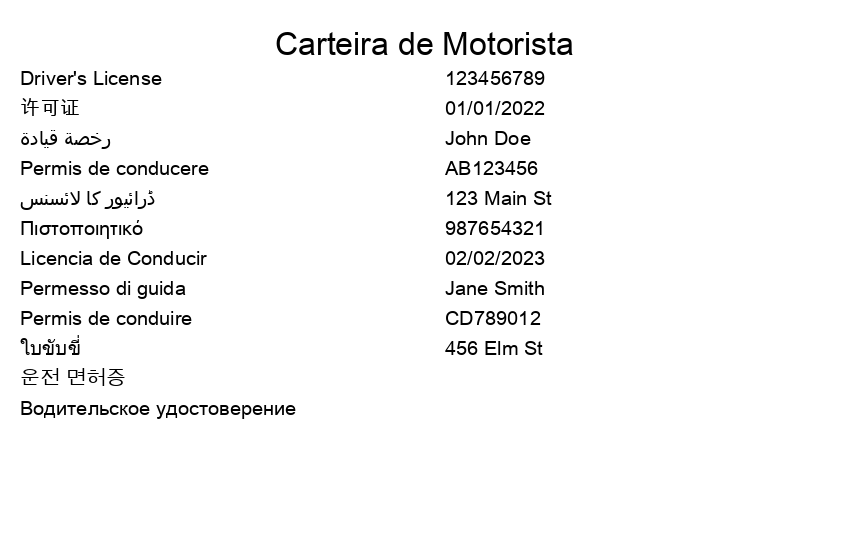 Carteira de Motorista
Driver's License 123456789
许可证 01/01/2022
رخصة قيادة John Doe
Permis de conducere AB123456
ڈرائیور کا لائسنس 123 Main St
Πιστοποιητικό 987654321
Licencia de Conducir 02/02/2023
Permesso di guida Jane Smith
Permis de conduire CD789012
ใบขับขี่ 456 Elm St
운전 면허증
Водительское удостоверение